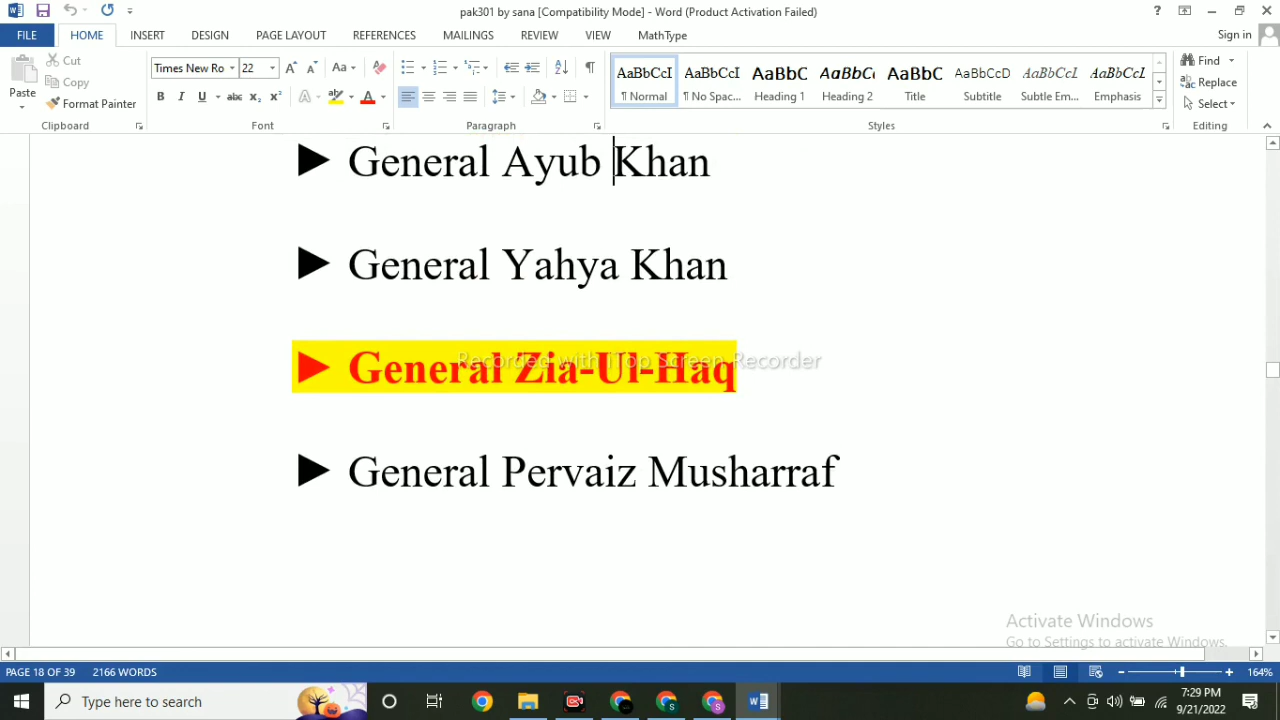 pak301 by sana [Compatibility Mode] - Word (Product Activation Failed)
FILE HOME INSERT DESIGN PAGE LAYOUT REFERENCES MAILINGS REVIEW VIEW MathType Sign in
Cut
Copy
Format Painter
Paste
Times New Ro 22
Find
Replace
Select
AaBbCcI AaBbCcI AaBbC AaBbCc AaBbC AaBbCcD AaBbCcI AaBbCcI
¶ Normal ¶ No Spac... Heading 1 Heading 2 Title Subtitle Subtle Em... Emphasis
Clipboard Font Paragraph Styles Editing
► General Ayub Khan
► General Yahya Khan
► General Zia-Ul-Haq
Recorded with iTop Screen Recorder
► General Pervaiz Musharraf
Activate Windows
Go to Settings to activate Windows.
PAGE 18 OF 39 2166 WORDS 164%
Type here to search
7:29 PM
9/21/2022